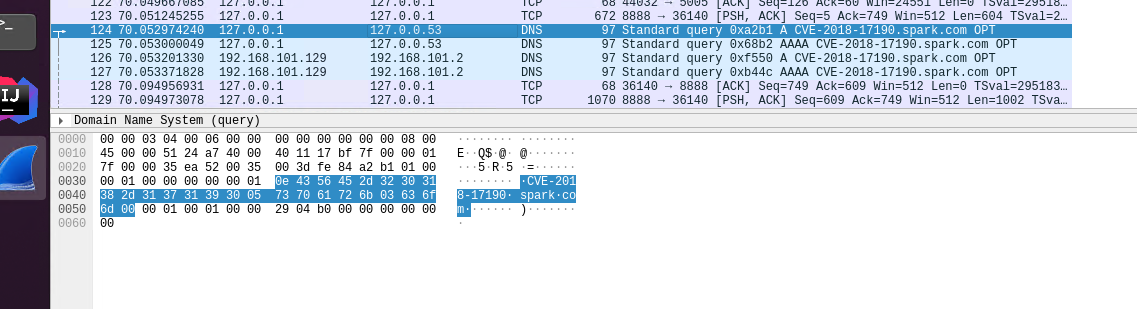 122 70.049667085 127.0.0.1 127.0.0.1 TCP 68 44032 → 5005 [ACK] Seq=126 Ack=60 Win=24551 Len=0 TSval=29518…
123 70.051245255 127.0.0.1 127.0.0.1 TCP 672 8888 → 36140 [PSH, ACK] Seq=5 Ack=749 Win=512 Len=604 TSval=2…
124 70.052974240 127.0.0.1 127.0.0.53 DNS 97 Standard query 0xa2b1 A CVE-2018-17190.spark.com OPT
125 70.053000049 127.0.0.1 127.0.0.53 DNS 97 Standard query 0x68b2 AAAA CVE-2018-17190.spark.com OPT
126 70.053201330 192.168.101.129 192.168.101.2 DNS 97 Standard query 0xf550 A CVE-2018-17190.spark.com OPT
127 70.053371828 192.168.101.129 192.168.101.2 DNS 97 Standard query 0xb44c AAAA CVE-2018-17190.spark.com OPT
128 70.094956931 127.0.0.1 127.0.0.1 TCP 68 36140 → 8888 [ACK] Seq=749 Ack=609 Win=512 Len=0 TSval=295183…
129 70.094973078 127.0.0.1 127.0.0.1 TCP 1070 8888 → 36140 [PSH, ACK] Seq=609 Ack=749 Win=512 Len=1002 TSva…
IJ
Domain Name System (query)
0000 00 00 03 04 00 06 00 00 00 00 00 00 00 00 08 00 ········ ········
0010 45 00 00 51 24 a7 40 00 40 11 17 bf 7f 00 00 01 E··Q$·@· @·······
0020 7f 00 00 35 ea 52 00 35 00 3d fe 84 a2 b1 01 00 ···5·R·5 ·=······
0030 00 01 00 00 00 00 00 01 0e 43 56 45 2d 32 30 31 ········ ·CVE-201
0040 38 2d 31 37 31 39 30 05 73 70 61 72 6b 03 63 6f 8-17190· spark·co
0050 6d 00 00 01 00 01 00 00 29 04 b0 00 00 00 00 00 m······· )·······
0060 00 ·